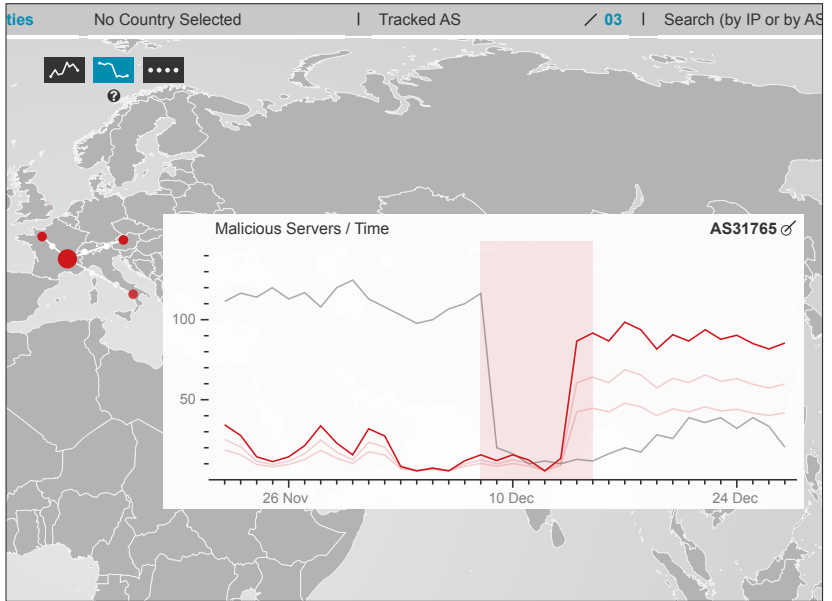 ties No Country Selected | Tracked AS / 03 | Search (by IP or by AS
?
Malicious Servers / Time AS31765
100
50
26 Nov 10 Dec 24 Dec